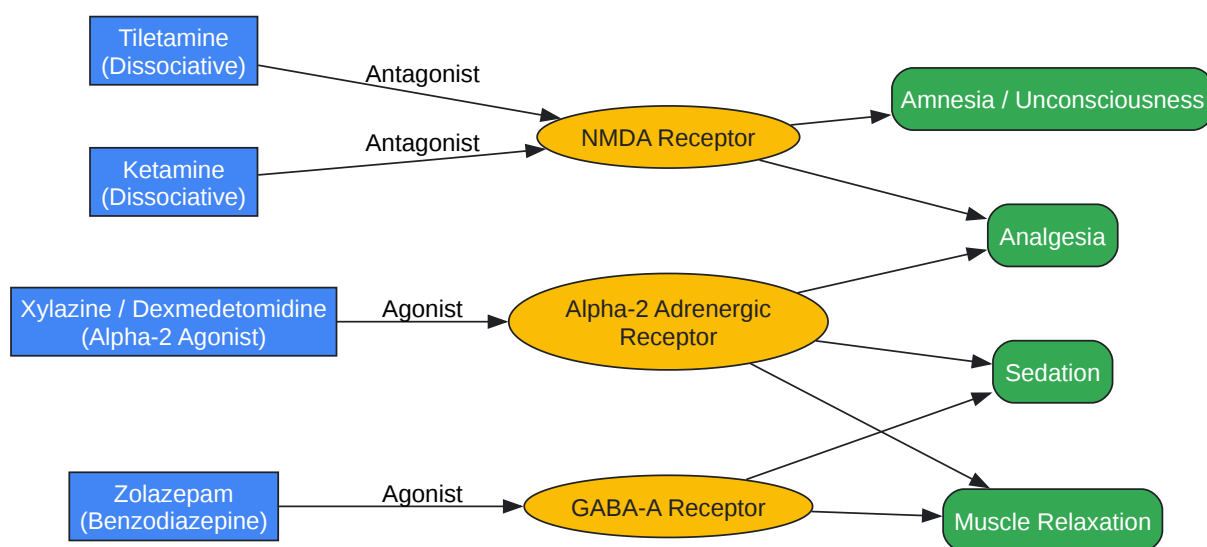 Tiletamine
(Dissociative)
Antagonist
NMDA Receptor
Amnesia / Unconsciousness
Ketamine
(Dissociative)
Antagonist
Analgesia
Xylazine / Dexmedetomidine
(Alpha-2 Agonist)
Agonist
Alpha-2 Adrenergic
Receptor
Sedation
Zolazepam
(Benzodiazepine)
Agonist
GABA-A Receptor
Muscle Relaxation